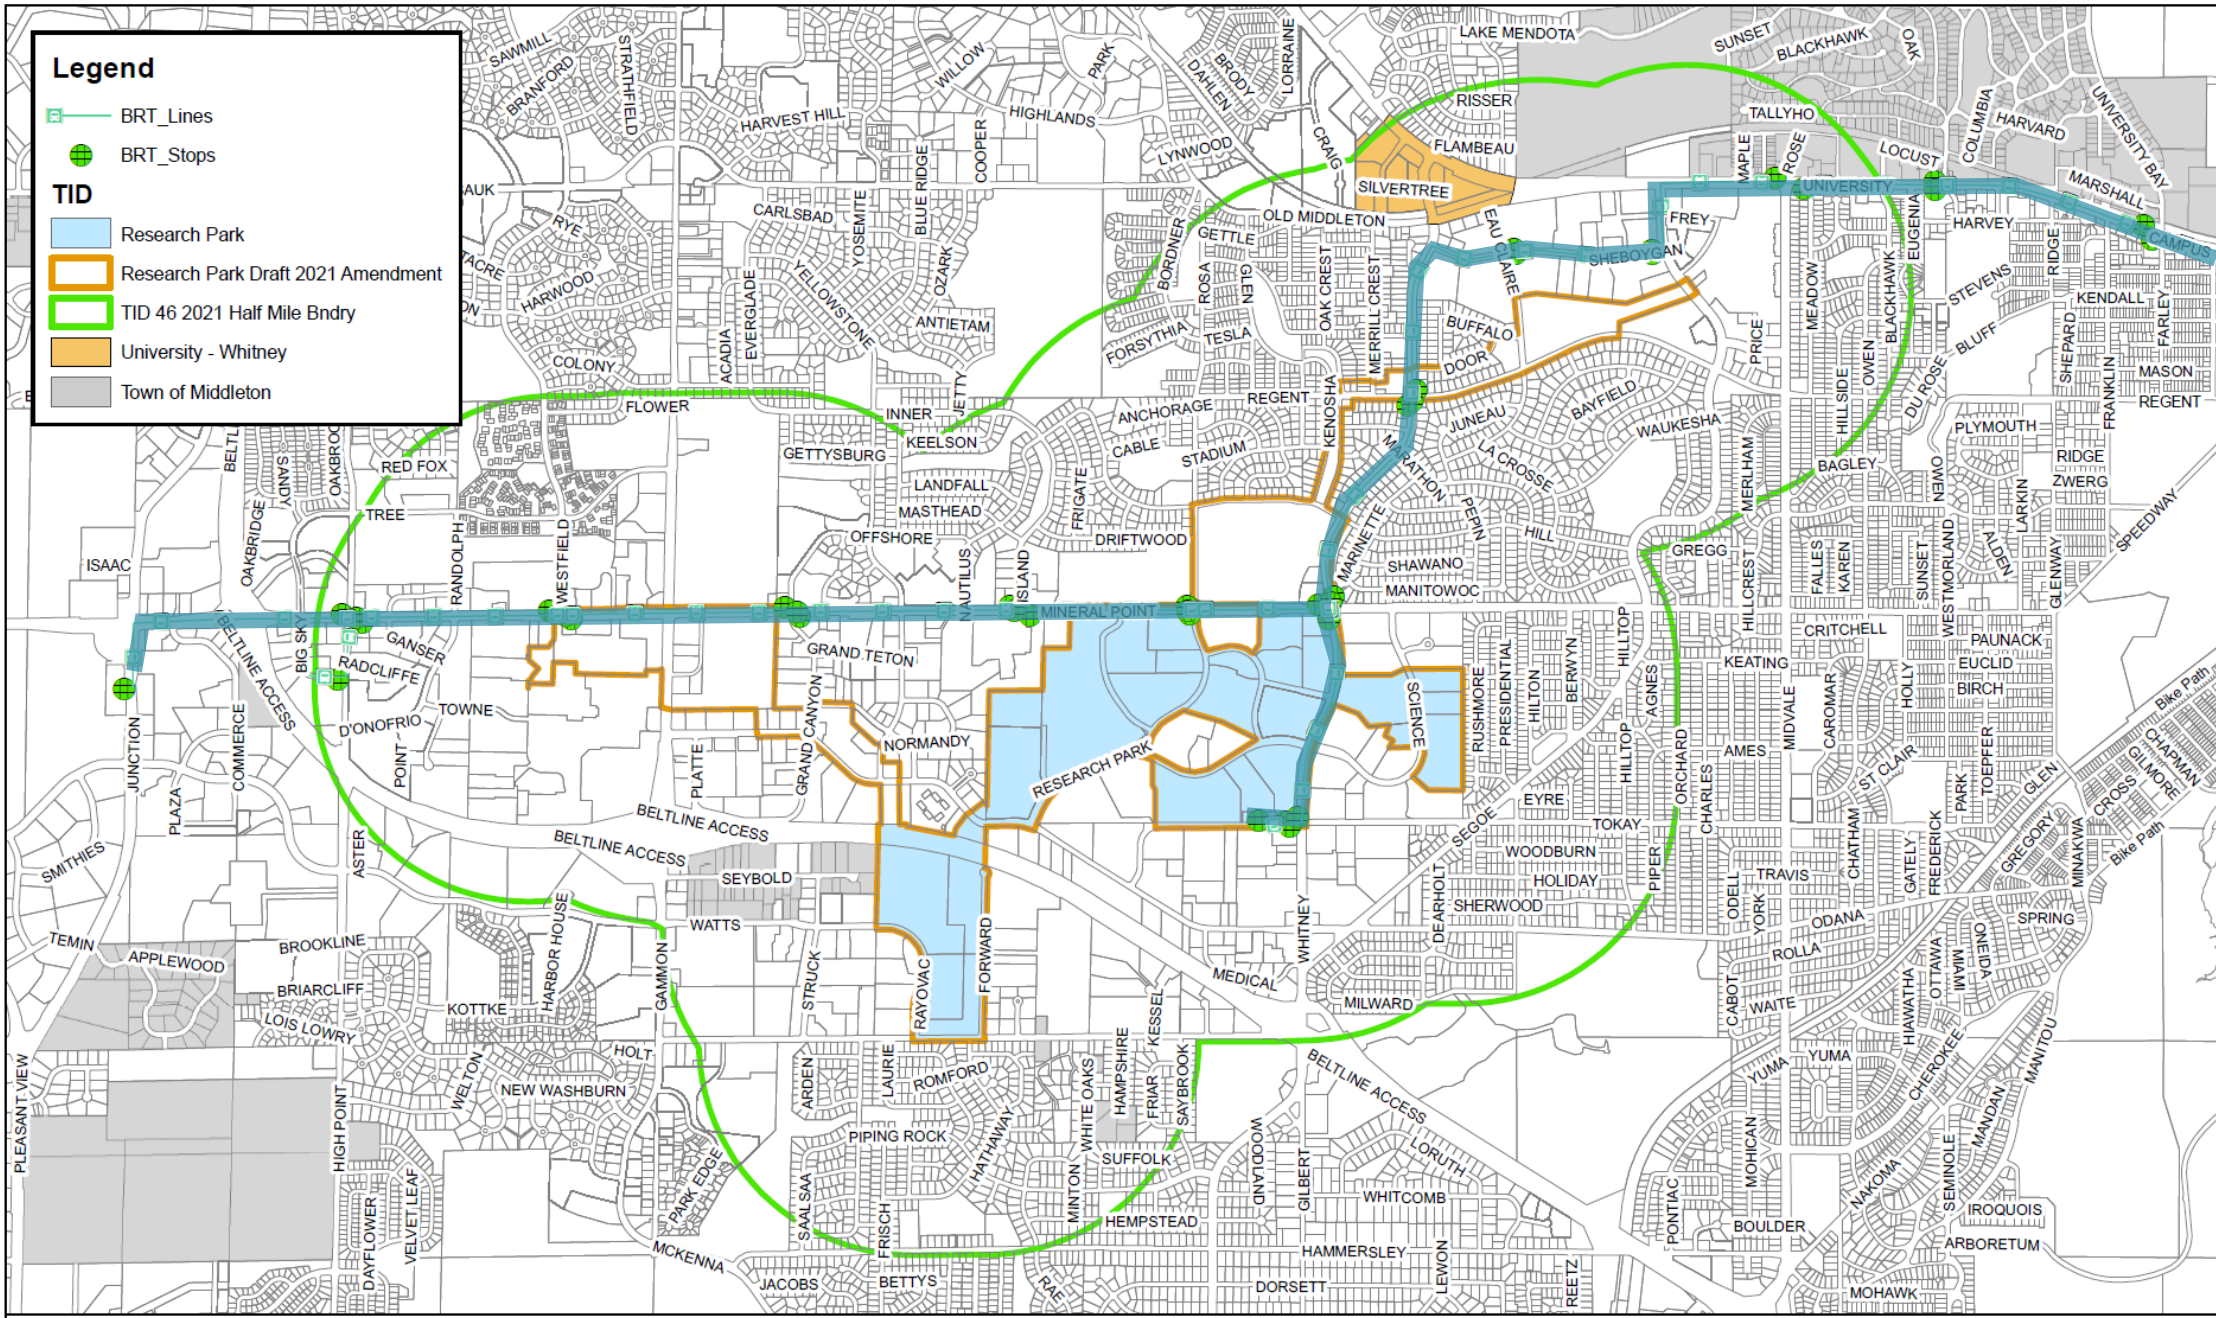 Legend
BRT_Lines
BRT_Stops
TID
Research Park
Research Park Draft 2021 Amendment
TID 46 2021 Half Mile Bndry
University - Whitney
Town of Middleton
SAWMILL
BRANFORD
STRATHFIELD
HARVEST HILL
WILLOW
PARK
HIGHLANDS
COOPER
BLUE RIDGE
DAHLEN
BRODY
LORRAINE
LYNWOOD
CRAIG
LAKE MENDOTA
RISSER
FLAMBEAU
SILVERTREE
SUNSET
BLACKHAWK
OAK
TALLYHO
MAPLE
ROSE
COLUMBIA
HARVARD
UNIVERSITY BAY
LOCUST
MARSHALL
UNIVERSITY
EUGENIA
HARVEY
CAMPUS
RYE
HARWOOD
COLONY
CARLSBAD
YOSEMITE
YELLOWSTONE
OZARK
ANTIETAM
ACADIA
EVERGLADE
BORDNER
GETTLE
OLD MIDDLETON
ROSA
GLEN
OAK CREST
MERRILL CREST
EAU CLAIRE
FREY
SHEBOYGAN
FORSYTHIA
TESLA
BUFFALO
DOOR
MEADOW
BLACKHAWK
STEVENS
RIDGE
KENDALL
FARLEY
SHEPARD
BLUFF
PRICE
OWEN
HILLSIDE
DU ROSE
FRANKLIN
MASON
REGENT
FLOWER
INNER
JETTY
KEELSON
GETTYSBURG
ANCHORAGE
REGENT
KENOSHA
CABLE
STADIUM
JUNEAU
BAYFIELD
WAUKESHA
LA CROSSE
MARATHON
PLYMOUTH
RIDGE
ZWERG
BAGLEY
MERLHAM
OWEN
LARKIN
SPEEDWAY
SANDY
RED FOX
TREE
OAKBRIDGE
LANDFALL
MASTHEAD
FRIGATE
OFFSHORE
DRIFTWOOD
MARINETTE
PEPIN
HILL
SHAWANO
MANITOWOC
GREGG
HILLCREST
FALLS
KAREN
SUNSET
WESTMORLAND
ALDEN
GLENWAY
ISAAC
RANDOLPH
WESTFIELD
NAUTILUS
ISLAND
MINERAL POINT
BIG SKY
BELTLINE ACCESS
GANSER
RADCLIFFE
D'ONOFRIO
TOWNE
POINT
GRAND TETON
GRAND CANYON
NORMANDY
PLATTE
RESEARCH PARK
SCIENCE
RUSHMORE
PRESIDENTIAL
HILTON
BERWYN
HILLTOP
AGNES
HILLTOP
ORCHARD
CHARLES
KEATING
CRITCHELL
PAUNACK
EUCLID
BIRCH
HOLLY
CAROMAR
MIDVALE
AMES
ST CLAIR
TOEPFER
PARK
GLEN
Bike Path
CHAPMAN
GILMORE
CROSS
GREGORY
Bike Path
MINAKWA
JUNCTION
COMMERCE
PLAZA
SMITHIES
ASTER
BELTLINE ACCESS
BELTLINE ACCESS
SEYBOLD
WATTS
EYRE
SEGOE
TOKAY
WOODBURN
HOLIDAY
SHERWOOD
DEARHOLT
PIPER
ODELL
YORK
TRAVIS
CHATHAM
GATELY
FREDERICK
ODANA
ROLLA
SPRING
ONEIDA
MIAMI
OTTAWA
HIAWATHA
TEMIN
APPLEWOOD
BROOKLINE
BRIARCLIFF
LOIS LOWRY
HARBOR HOUSE
KOTTKE
GAMMON
STRUCK
RAYOVAC
FORWARD
WHITNEY
MEDICAL
MILWARD
CABOT
WAITE
YUMA
YUMA
CHEROKEE
MANITOU
MANDAN
PLEASANT VIEW
HIGH POINT
WELTON
HOLT
NEW WASHBURN
ARDEN
LAURIE
ROMFORD
HATHAWAY
PIPING ROCK
WHITE OAKS
HAMPSHIRE
KESSEL
FRIAR
SAYBROOK
SUFFOLK
MINTON
HEMPSTEAD
WOODLAND
GILBERT
BELTLINE ACCESS
LORUTH
WHITCOMB
HAMMERSLEY
DORSETT
LEWON
REETZ
PONTIAC
MOHICAN
NAKOMA
SEMINOLE
IROQUOIS
BOULDER
ARBORETUM
MOHAWK
DAYFLOWER
VELVET LEAF
PARK EDGE
MCKENNA
SAALSAA
FRISCH
JACOBS
BETTYS
RAE